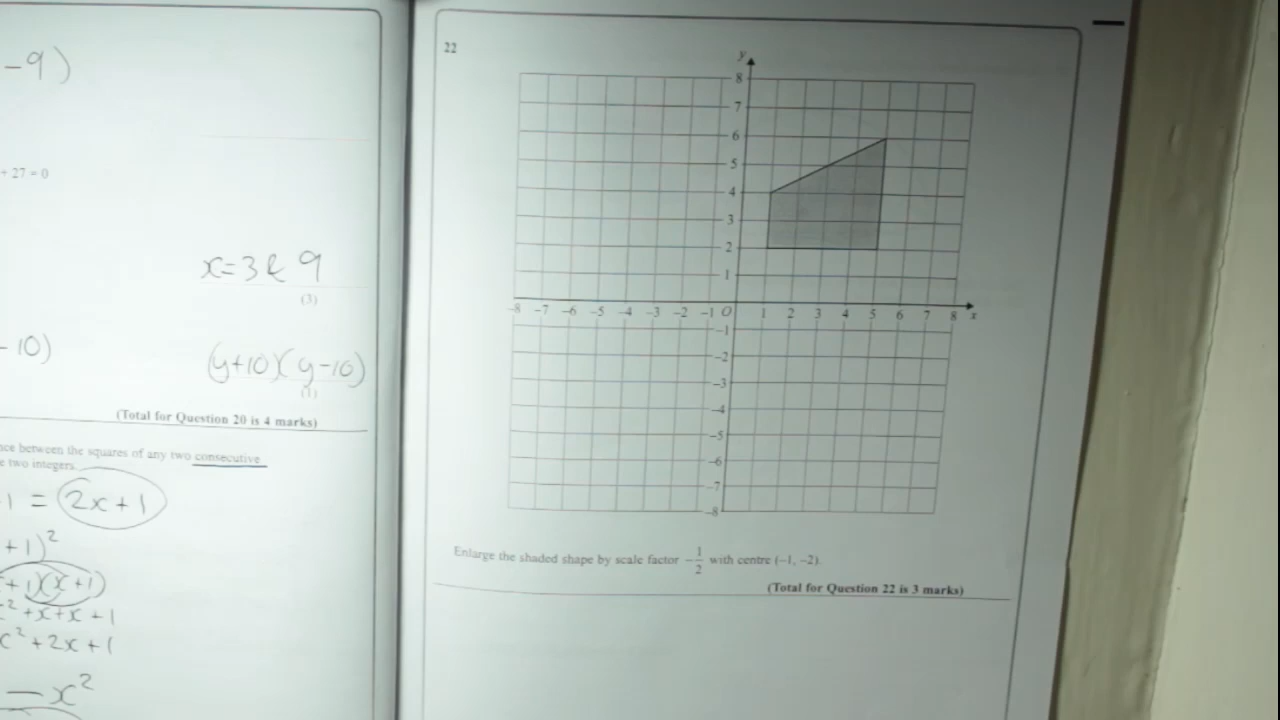 -9)
+ 27 = 0
x=3 & 9
(3)
- 10)
(y+10)(y-10)
(1)
(Total for Question 20 is 4 marks)
between the squares of any two consecutive
two integers.
1 = 2x+1
+1)²
+1)(x+1)
² +x+x+1
x²+2x+1
- x²
22
y
8
7
6
5
4
3
2
1
-8 -7 -6 -5 -4 -3 -2 -1 O 1 2 3 4 5 6 7 8 x
-1
-2
-3
-4
-5
-6
-7
-8
Enlarge the shaded shape by scale factor -1/2 with centre (-1, -2).
(Total for Question 22 is 3 marks)